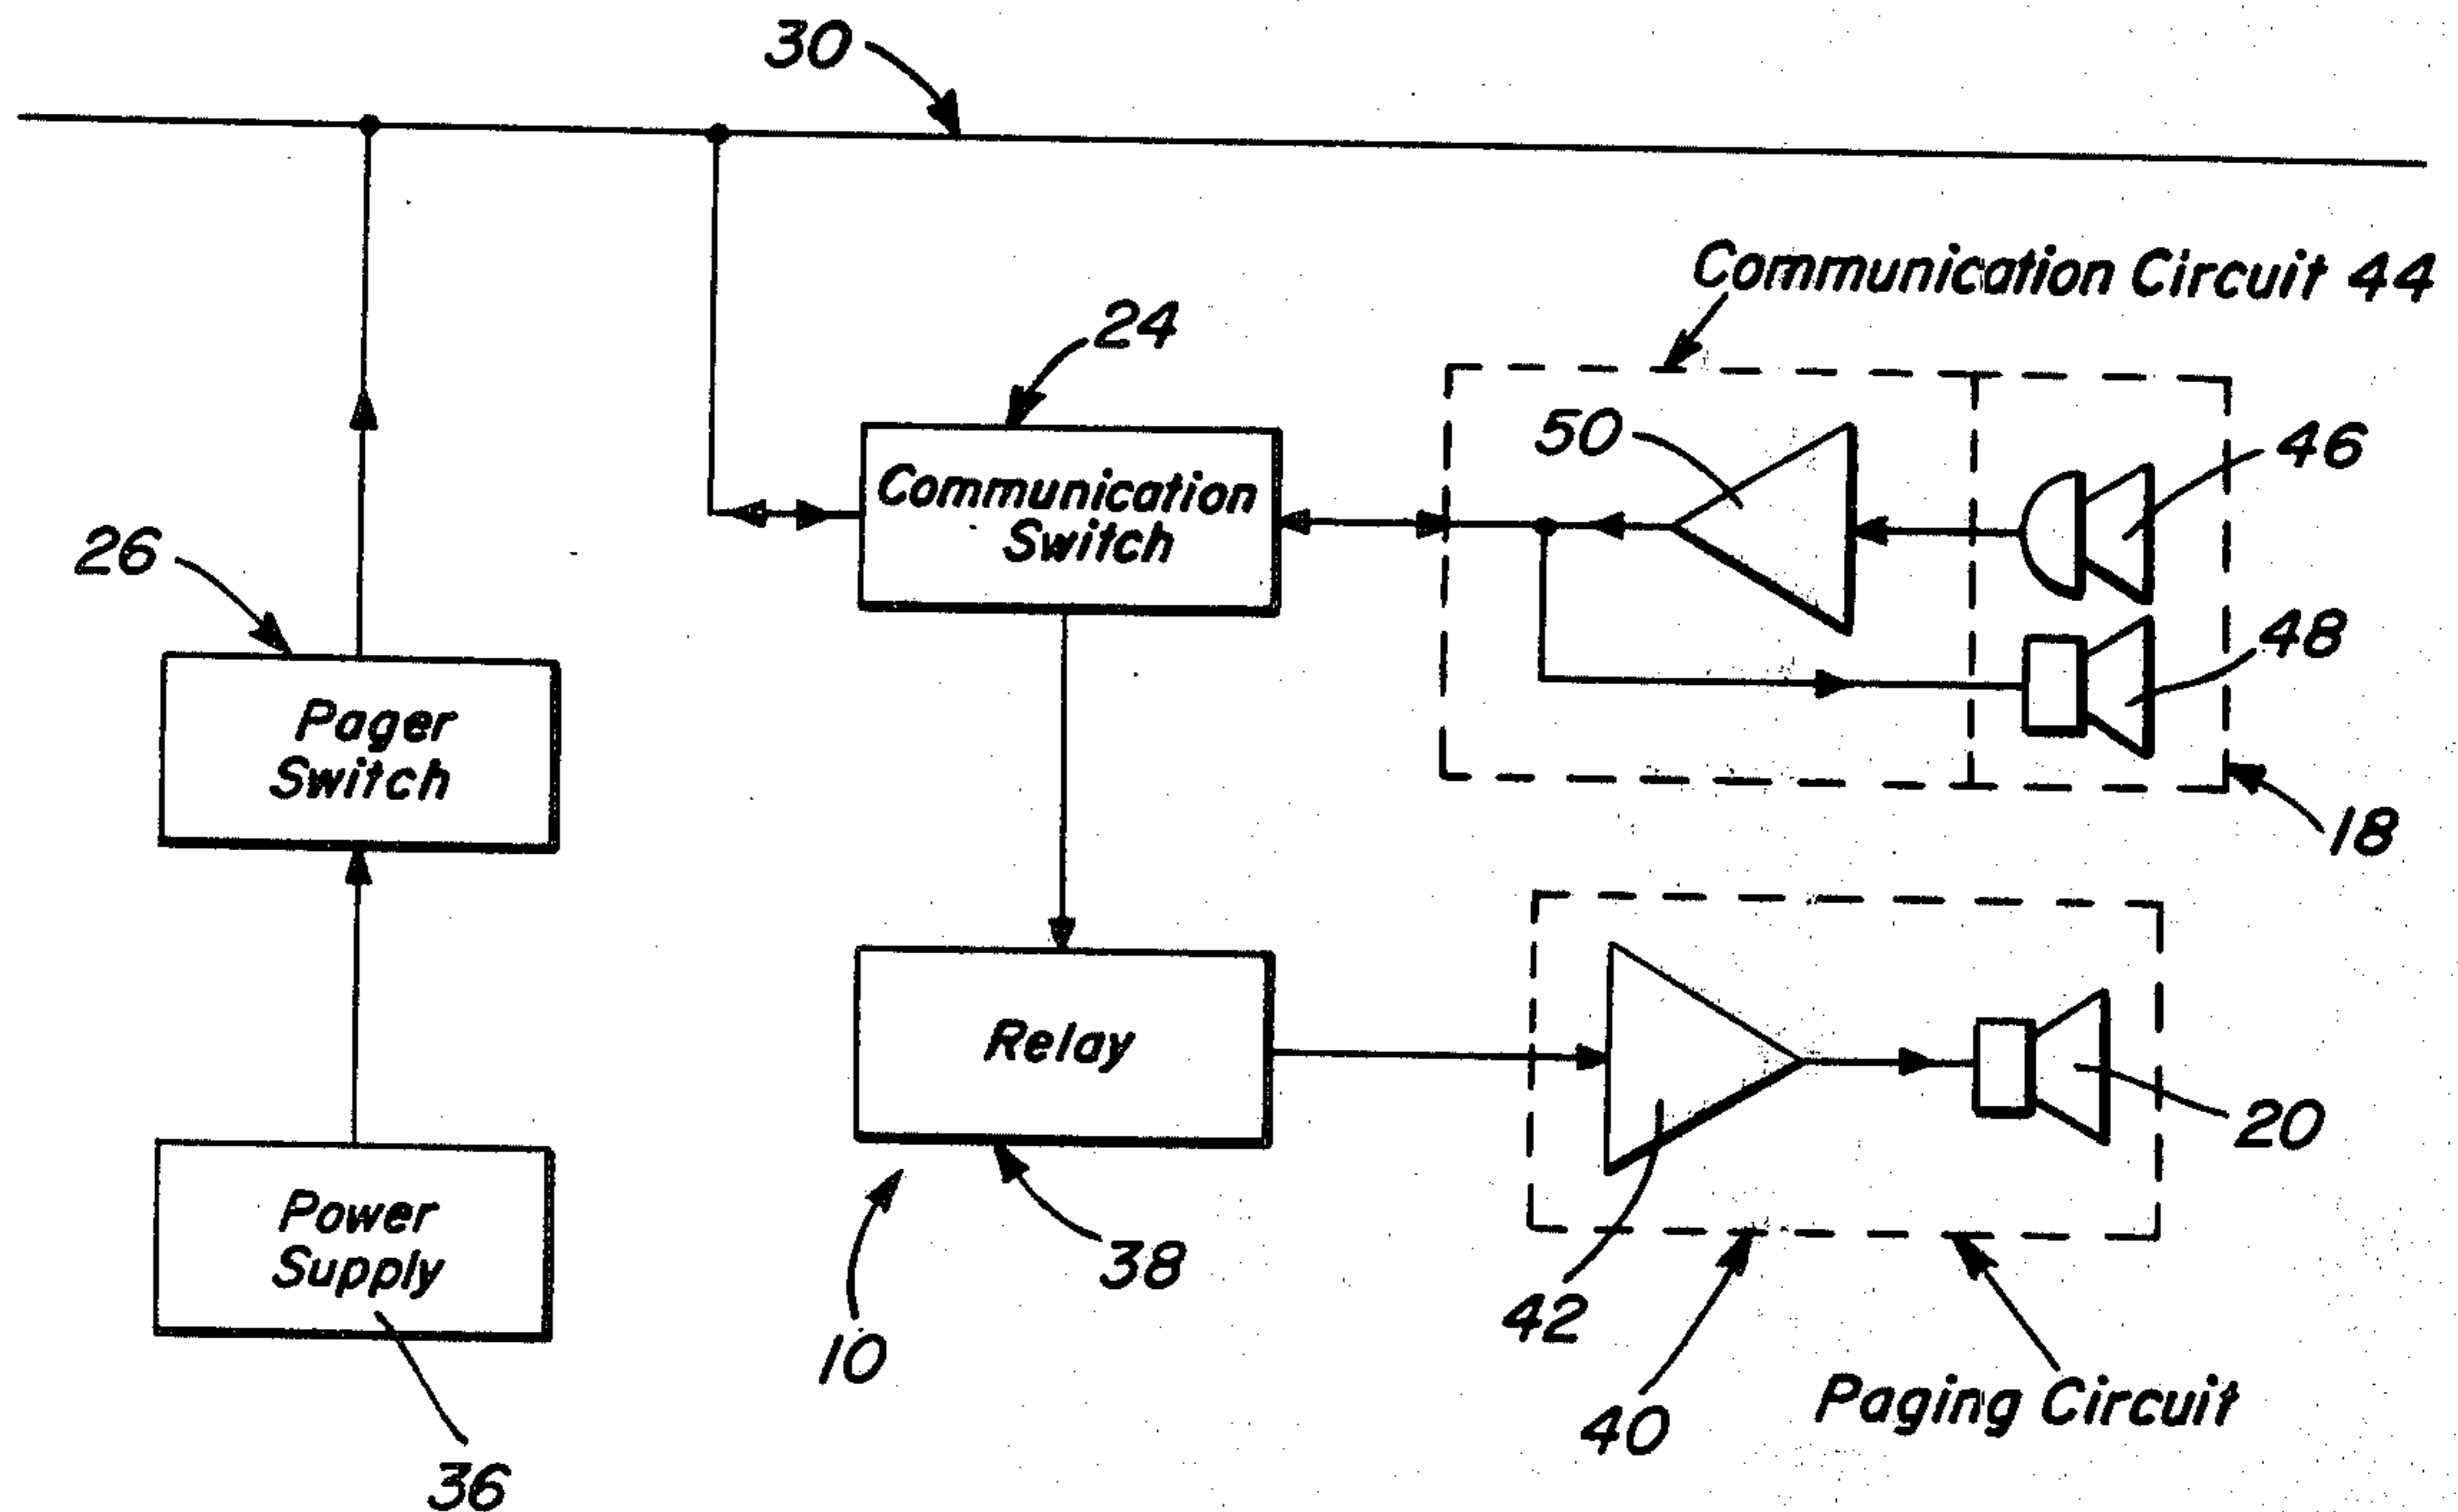 30
Communication Circuit 44
24
50
46
Communication
Switch
26
48
Pager
Switch
18
Relay
20
Power
Supply
38
42
10
Paging Circuit
40
36